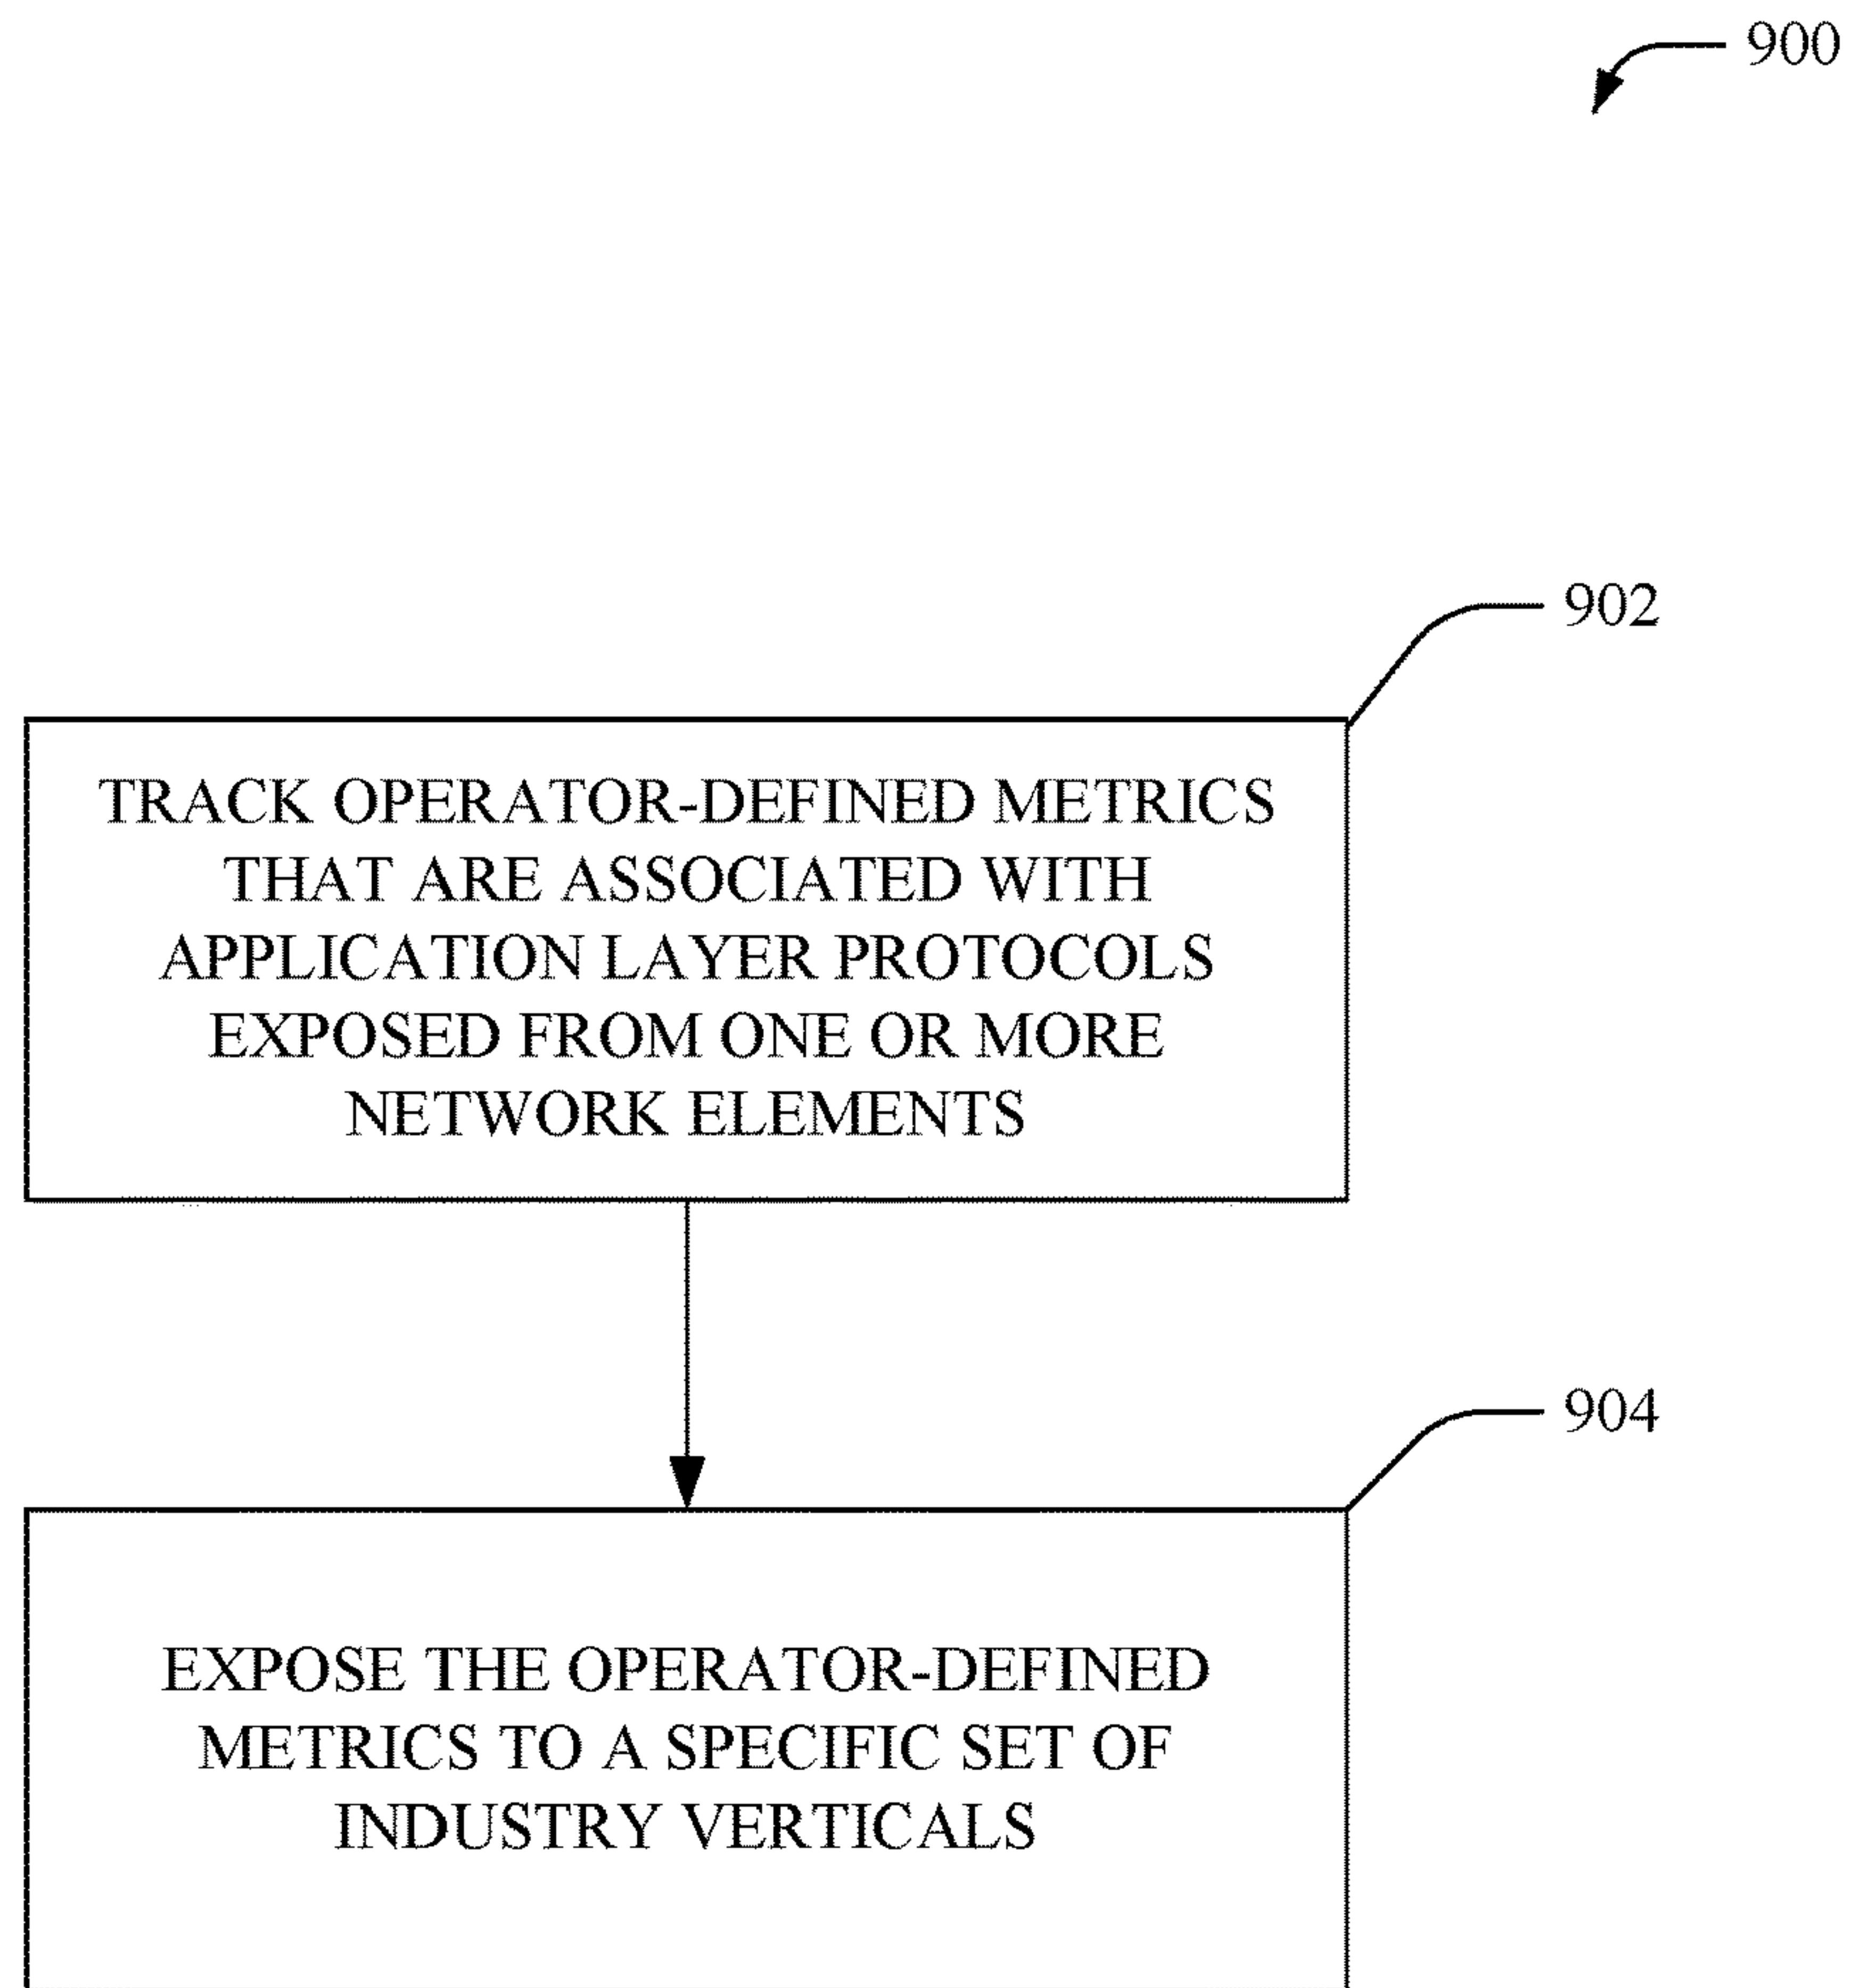 900
902
TRACK OPERATOR-DEFINED METRICS
THAT ARE ASSOCIATED WITH
APPLICATION LAYER PROTOCOLS
EXPOSED FROM ONE OR MORE
NETWORK ELEMENTS
904
EXPOSE THE OPERATOR-DEFINED
METRICS TO A SPECIFIC SET OF
INDUSTRY VERTICALS